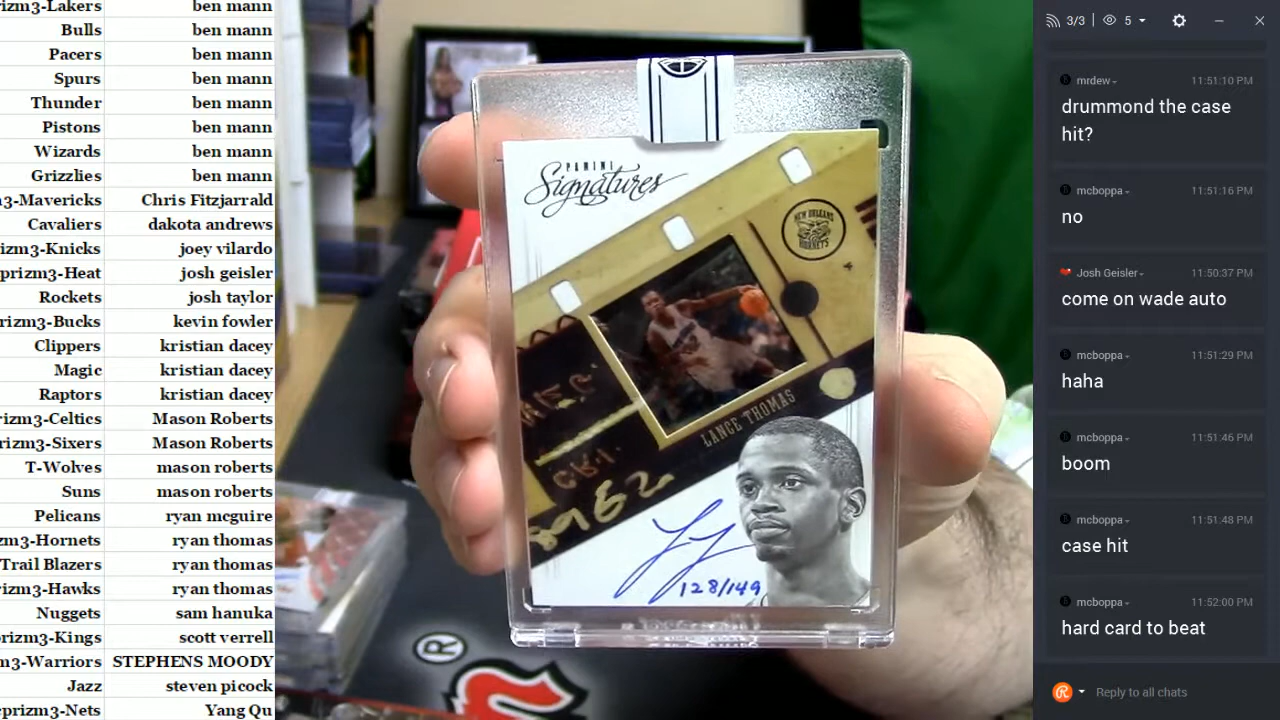 izm3-Lakers ben mann
Bulls ben mann
Pacers ben mann
Spurs ben mann
Thunder ben mann
Pistons ben mann
Wizards ben mann
Grizzlies ben mann
n3-Mavericks Chris Fitzjarrald
Cavaliers dakota andrews
izm3-Knicks joey vilardo
prizm3-Heat josh geisler
Rockets josh taylor
rizm3-Bucks kevin fowler
Clippers kristian dacey
Magic kristian dacey
Raptors kristian dacey
rizm3-Celtics Mason Roberts
rizm3-Sixers Mason Roberts
T-Wolves mason roberts
Suns mason roberts
Pelicans ryan mcguire
zm3-Hornets ryan thomas
Trail Blazers ryan thomas
izm3-Hawks ryan thomas
Nuggets sam hanuka
prizm3-Kings scott verrell
m3-Warriors STEPHENS MOODY
Jazz steven picock
cprizm3-Nets Yang Qu
PANINI
Signatures
NEW ORLEANS
HORNETS
LANCE THOMAS
128/149
®
3/3 5
mrdew 11:51:10 PM
drummond the case
hit?
mcboppa 11:51:16 PM
no
Josh Geisler 11:50:37 PM
come on wade auto
mcboppa 11:51:29 PM
haha
mcboppa 11:51:46 PM
boom
mcboppa 11:51:48 PM
case hit
mcboppa 11:52:00 PM
hard card to beat
Reply to all chats